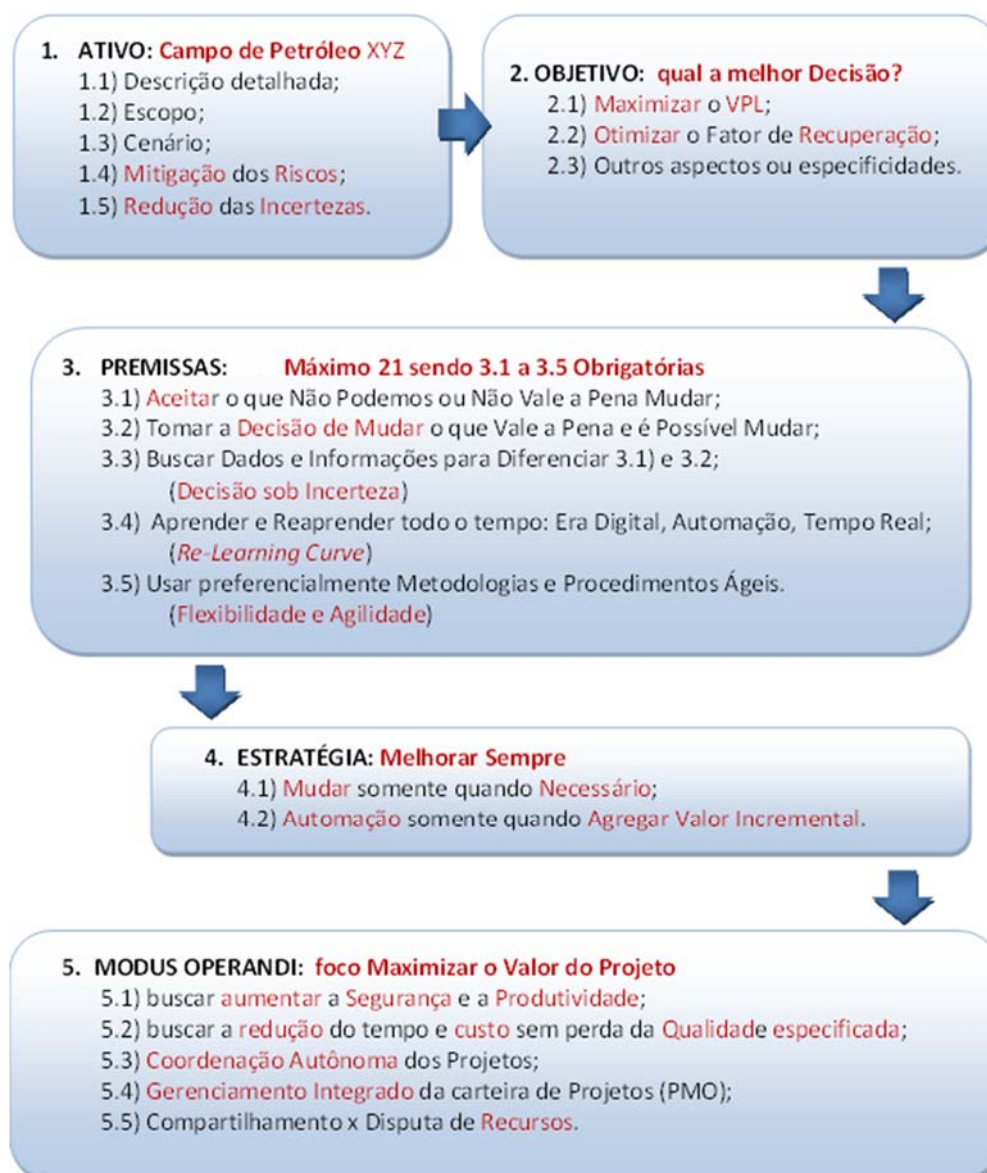 1. ATIVO: Campo de Petróleo XYZ
1.1) Descrição detalhada;
1.2) Escopo;
1.3) Cenário;
1.4) Mitigação dos Riscos;
1.5) Redução das Incertezas.
2. OBJETIVO: qual a melhor Decisão?
2.1) Maximizar o VPL;
2.2) Otimizar o Fator de Recuperação;
2.3) Outros aspectos ou especificidades.
3. PREMISSAS: Máximo 21 sendo 3.1 a 3.5 Obrigatórias
3.1) Aceitar o que Não Podemos ou Não Vale a Pena Mudar;
3.2) Tomar a Decisão de Mudar o que Vale a Pena e é Possível Mudar;
3.3) Buscar Dados e Informações para Diferenciar 3.1) e 3.2;
(Decisão sob Incerteza)
3.4) Aprender e Reaprender todo o tempo: Era Digital, Automação, Tempo Real;
(Re-Learning Curve)
3.5) Usar preferencialmente Metodologias e Procedimentos Ágeis.
(Flexibilidade e Agilidade)
4. ESTRATÉGIA: Melhorar Sempre
4.1) Mudar somente quando Necessário;
4.2) Automação somente quando Agregar Valor Incremental.
5. MODUS OPERANDI: foco Maximizar o Valor do Projeto
5.1) buscar aumentar a Segurança e a Produtividade;
5.2) buscar a redução do tempo e custo sem perda da Qualidade especificada;
5.3) Coordenação Autônoma dos Projetos;
5.4) Gerenciamento Integrado da carteira de Projetos (PMO);
5.5) Compartilhamento x Disputa de Recursos.